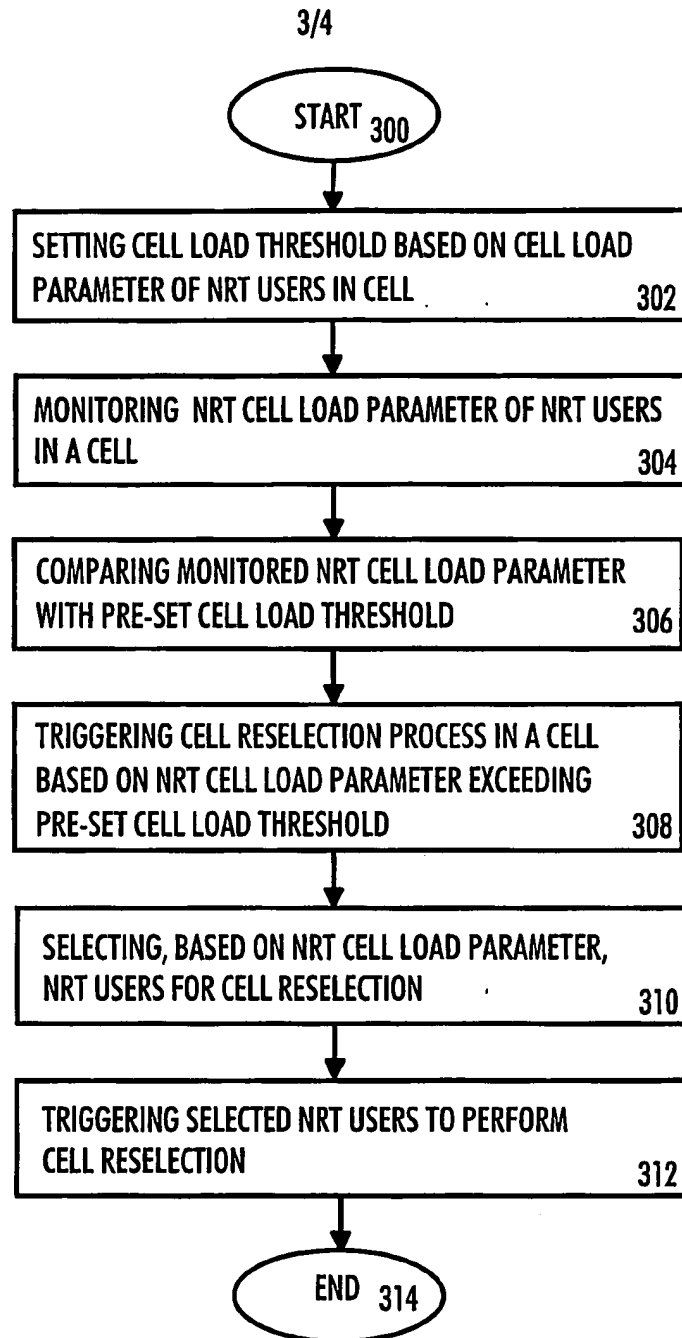 3/4
START 300
SETTING CELL LOAD THRESHOLD BASED ON CELL LOAD
PARAMETER OF NRT USERS IN CELL
302
MONITORING NRT CELL LOAD PARAMETER OF NRT USERS
IN A CELL
304
COMPARING MONITORED NRT CELL LOAD PARAMETER
WITH PRE-SET CELL LOAD THRESHOLD
306
TRIGGERING CELL RESELECTION PROCESS IN A CELL
BASED ON NRT CELL LOAD PARAMETER EXCEEDING
PRE-SET CELL LOAD THRESHOLD
308
SELECTING, BASED ON NRT CELL LOAD PARAMETER,
NRT USERS FOR CELL RESELECTION
310
TRIGGERING SELECTED NRT USERS TO PERFORM
CELL RESELECTION
312
END 314